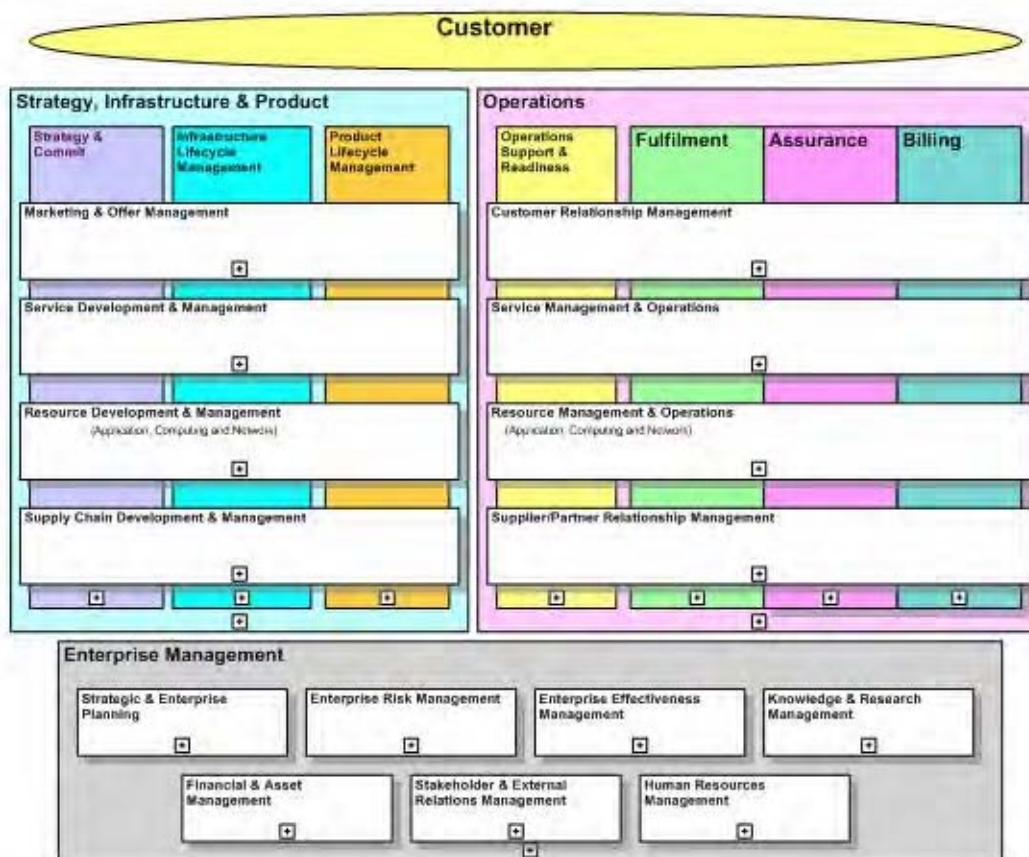 Customer
Strategy, Infrastructure & Product
Strategy &
Commit
Infrastructure
Lifecycle
Management
Product
Lifecycle
Management
Marketing & Offer Management
Service Development & Management
Resource Development & Management
(Application, Computing and Network)
Supply Chain Development & Management
Operations
Operations
Support &
Readiness
Fulfilment
Assurance
Billing
Customer Relationship Management
Service Management & Operations
Resource Management & Operations
(Application, Computing and Network)
Supplier/Partner Relationship Management
Enterprise Management
Strategic & Enterprise
Planning
Enterprise Risk Management
Enterprise Effectiveness
Management
Knowledge & Research
Management
Financial & Asset
Management
Stakeholder & External
Relations Management
Human Resources
Management